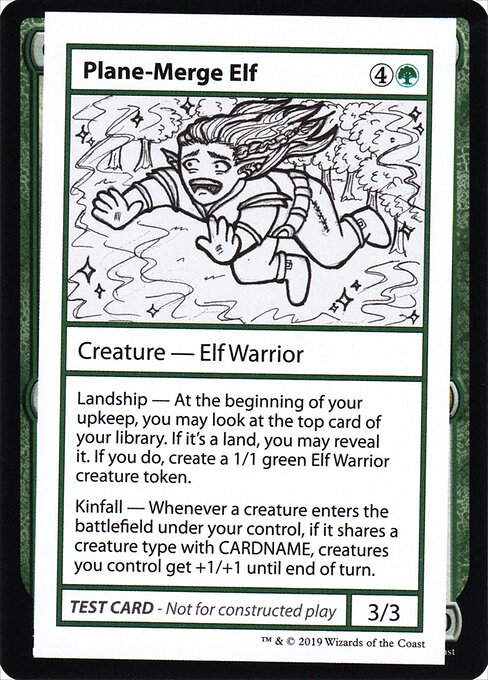 Plane-Merge Elf 4
Creature — Elf Warrior
Landship — At the beginning of your
upkeep, you may look at the top card of
your library. If it's a land, you may reveal
it. If you do, create a 1/1 green Elf Warrior
creature token.
Kinfall — Whenever a creature enters the
battlefield under your control, if it shares a
creature type with CARDNAME, creatures
you control get +1/+1 until end of turn.
TEST CARD - Not for constructed play 3/3
™ & © 2019 Wizards of the Coast